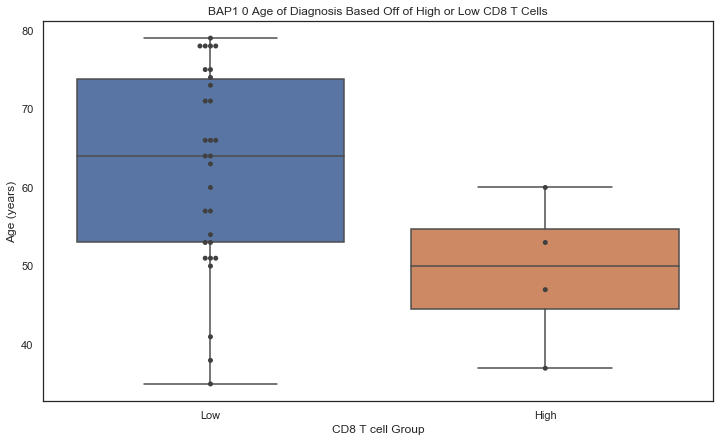 BAP1 0 Age of Diagnosis Based Off of High or Low CD8 T Cells
80
70
60
50
40
Age (years)
Low High
CD8 T cell Group